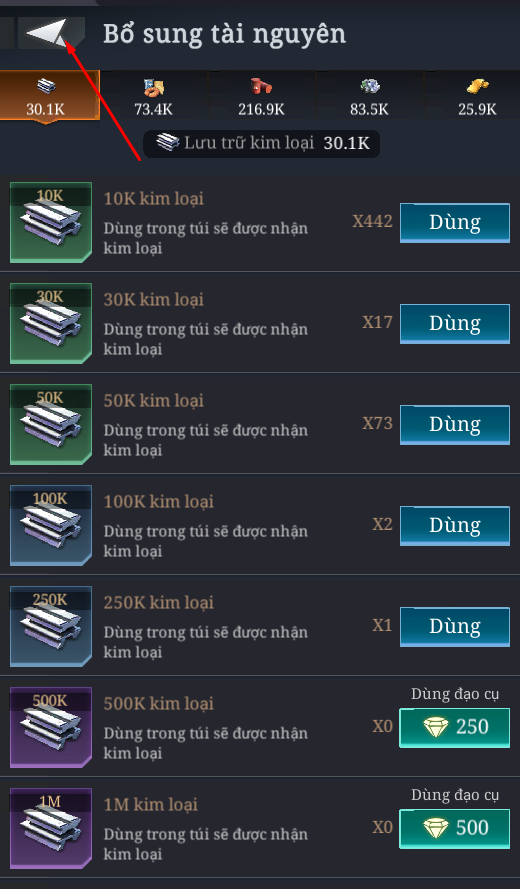 Bổ sung tài nguyên
30.1K 73.4K 216.9K 83.5K 25.9K
Lưu trữ kim loại 30.1K
10K
10K kim loại
Dùng trong túi sẽ được nhận
kim loại
X442
Dùng
30K
30K kim loại
Dùng trong túi sẽ được nhận
kim loại
X17
Dùng
50K
50K kim loại
Dùng trong túi sẽ được nhận
kim loại
X73
Dùng
100K
100K kim loại
Dùng trong túi sẽ được nhận
kim loại
X2
Dùng
250K
250K kim loại
Dùng trong túi sẽ được nhận
kim loại
X1
Dùng
500K
500K kim loại
Dùng trong túi sẽ được nhận
kim loại
X0
Dùng đạo cụ
250
1M
1M kim loại
Dùng trong túi sẽ được nhận
kim loại
X0
Dùng đạo cụ
500